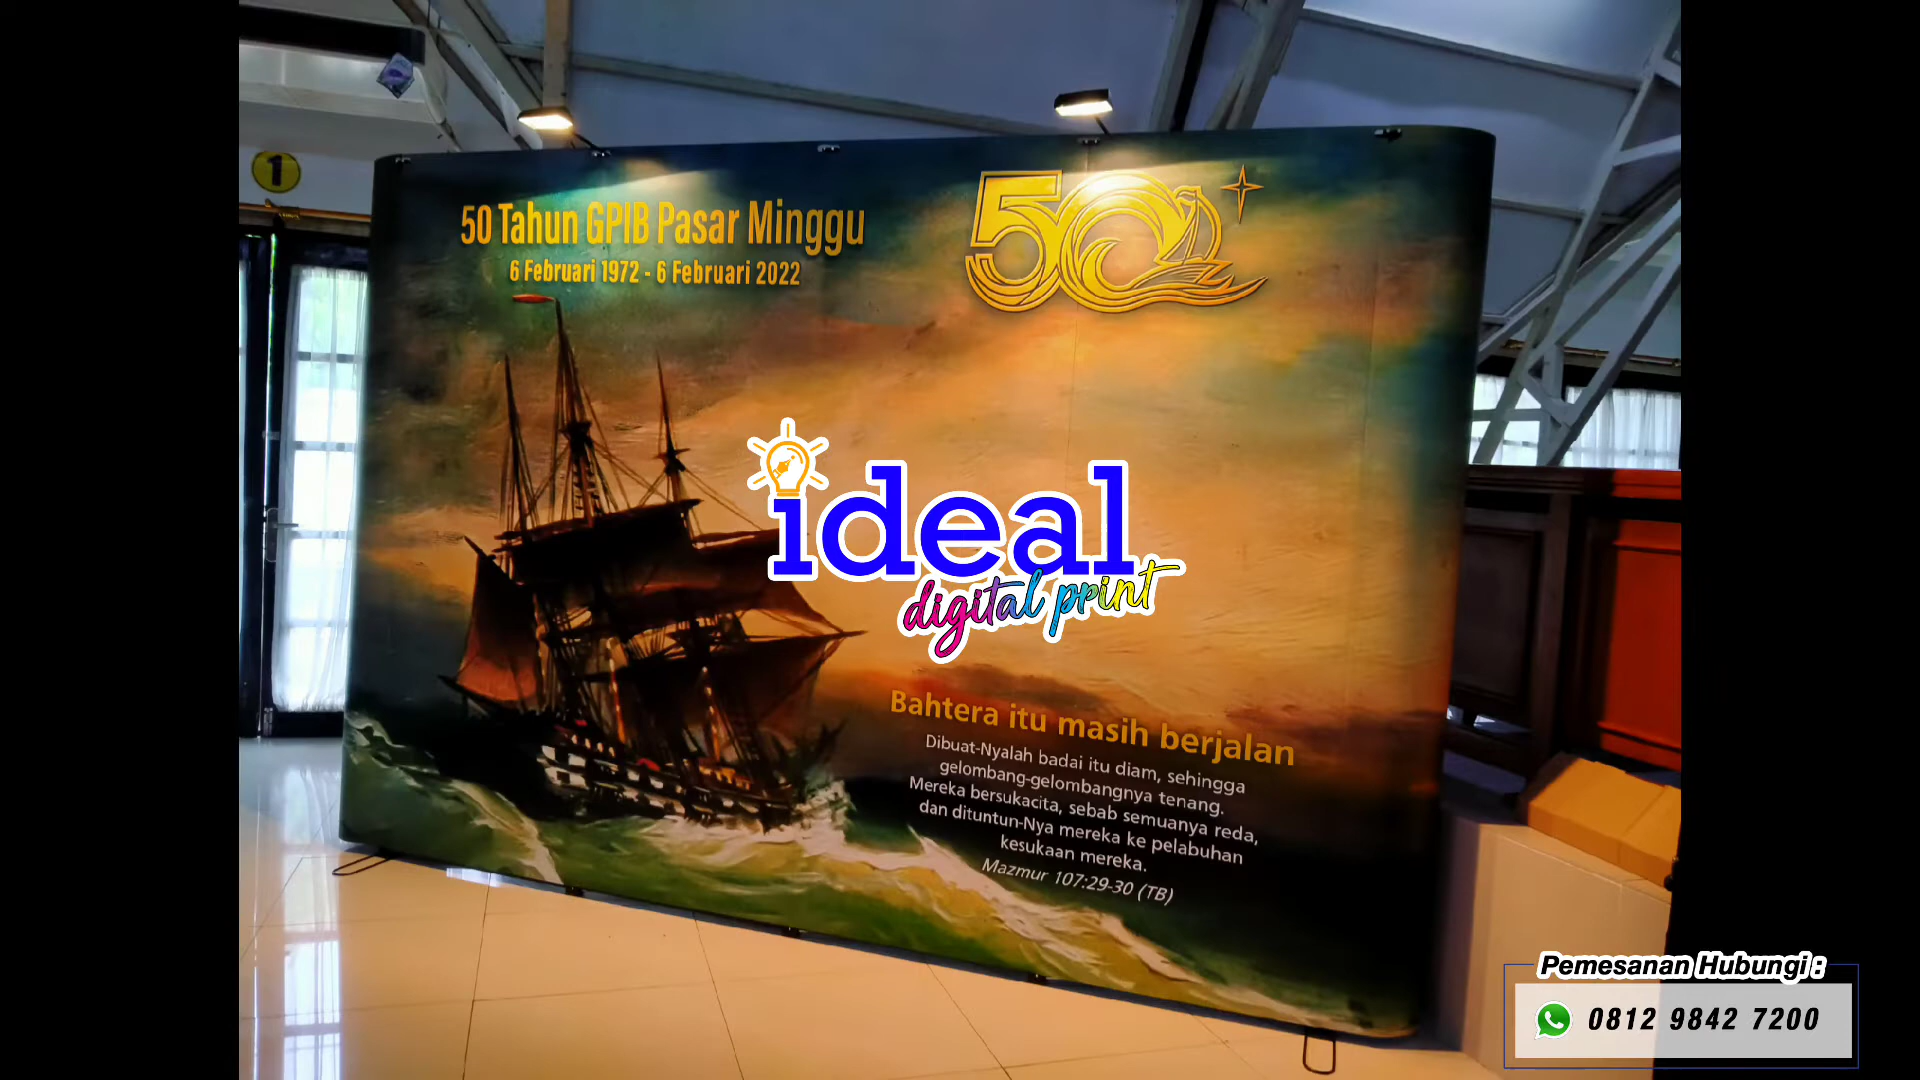 1
50 Tahun GPIB Pasar Minggu
6 Februari 1972 - 6 Februari 2022
50
ideal
digital print
Bahtera itu masih berjalan
Dibuat-Nyalah badai itu diam, sehingga
gelombang-gelombangnya tenang.
Mereka bersukacita, sebab semuanya reda,
dan dituntun-Nya mereka ke pelabuhan
kesukaan mereka.
Mazmur 107:29-30 (TB)
Pemesanan Hubungi :
0812 9842 7200